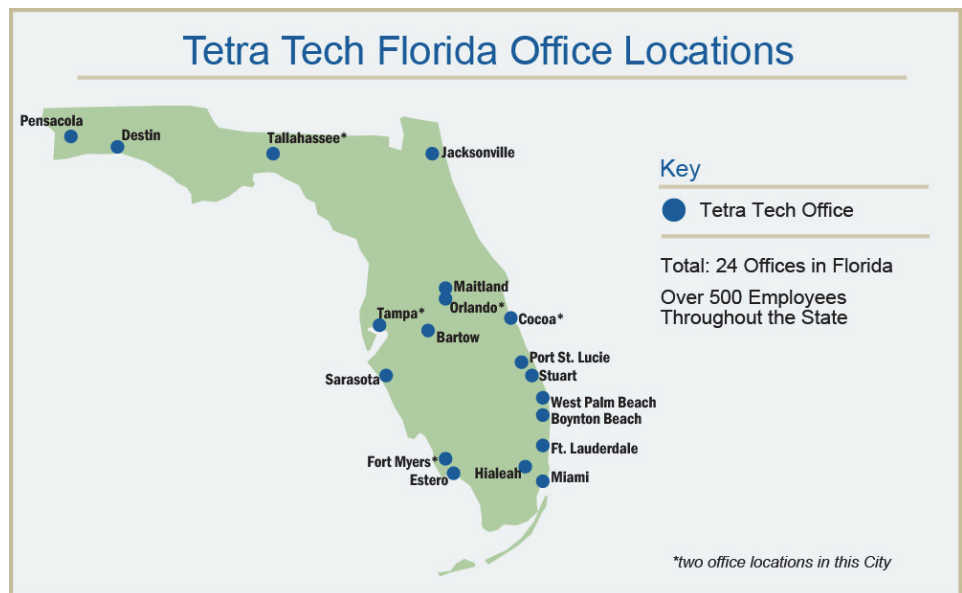 Tetra Tech Florida Office Locations
Pensacola
Destin
Tallahassee*
Jacksonville
Key
Tetra Tech Office
Total: 24 Offices in Florida
Over 500 Employees
Throughout the State
Maitland
Orlando*
Tampa*
Cocoa*
Bartow
Port St. Lucie
Sarasota
Stuart
West Palm Beach
Boynton Beach
Ft. Lauderdale
Fort Myers*
Hialeah
Estero
Miami
*two office locations in this City